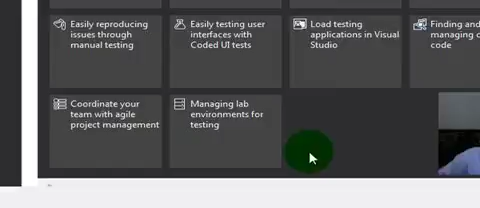 Easily reproducing
issues through
manual testing
Easily testing user
interfaces with
Coded UI tests
Load testing
applications in Visual
Studio
Finding and
managing c
code
Coordinate your
team with agile
project management
Managing lab
environments for
testing